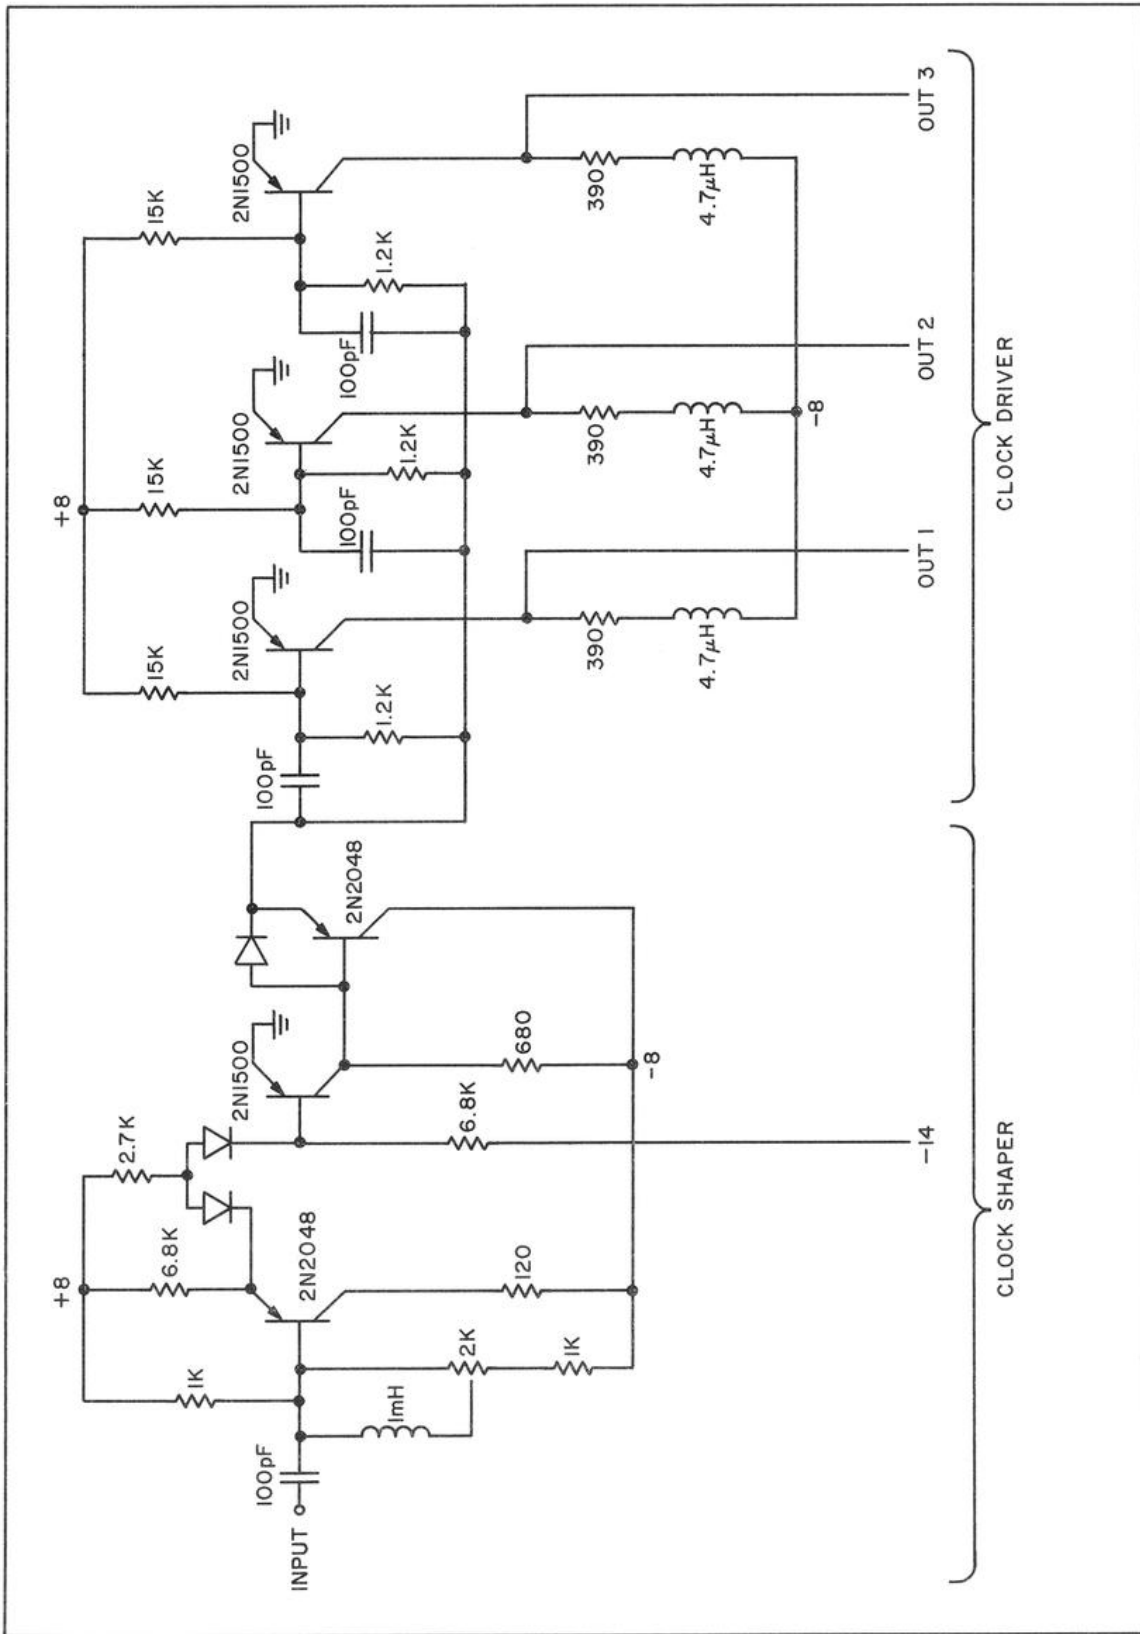 +8
+8
15K
15K
15K
2.7K
6.8K
1K
2N1500
2N1500
2N1500
2N1500
2N2048
2N2048
100pF
INPUT
1mH
2K
1K
120
6.8K
680
100pF
1.2K
100pF
1.2K
100pF
1.2K
390
390
390
4.7µH
4.7µH
4.7µH
-8
-8
-14
OUT 1
OUT 2
OUT 3
CLOCK SHAPER
CLOCK DRIVER